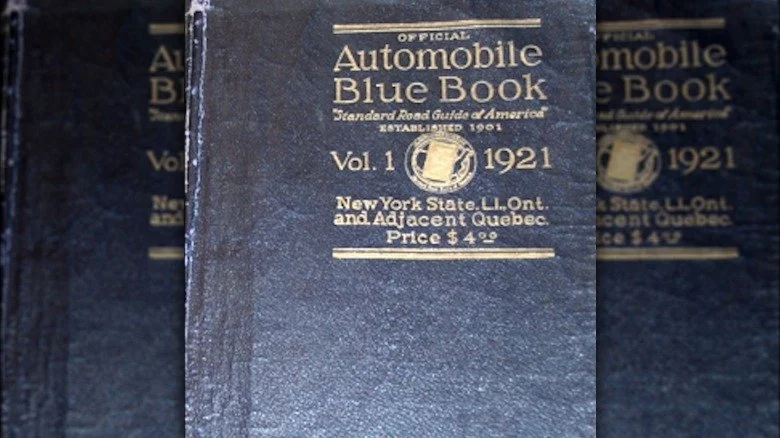 OFFICIAL
Automobile
Blue Book
"Standard Road Guide of America"
ESTABLISHED 1901
Vol. 1 1921
New York State, L.I., Ont.
and Adjacent Quebec.
Price $4.00